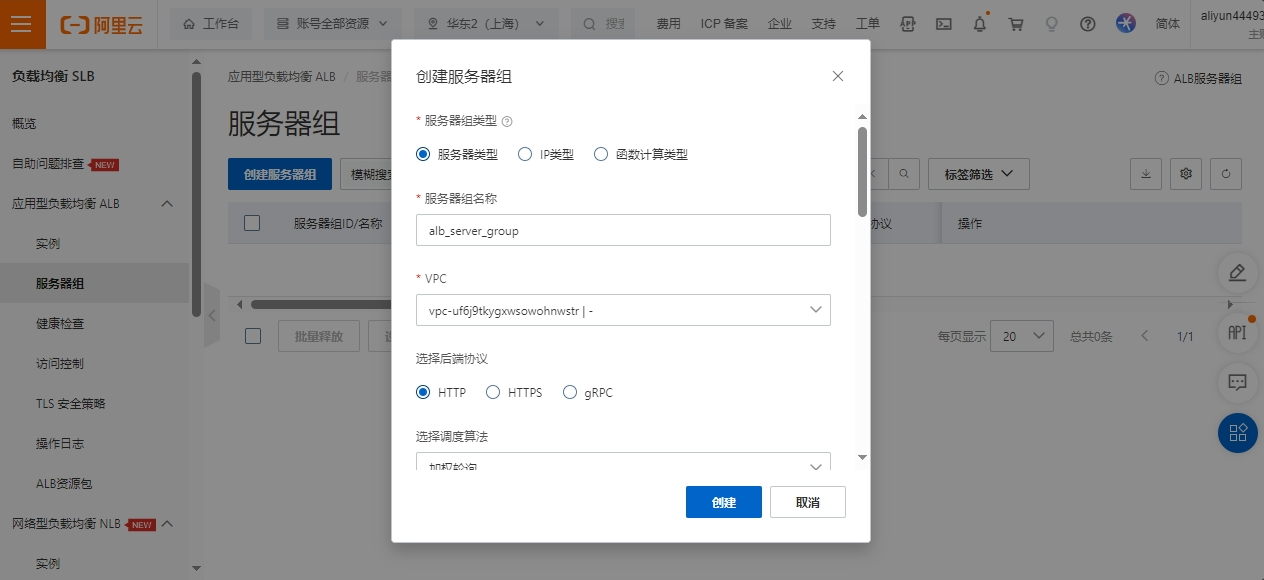 阿里云
工作台
账号全部资源
华东2（上海）
搜
费用
ICP 备案
企业
支持
工单
简体
aliyun44493
负载均衡 SLB
概览
自助问题排查 NEW
应用型负载均衡 ALB
实例
服务器组
健康检查
访问控制
TLS 安全策略
操作日志
ALB资源包
网络型负载均衡 NLB NEW
实例
应用型负载均衡 ALB / 服务器
ALB服务器组
服务器组
创建服务器组
模糊搜
标签筛选
服务器组ID/名称
协议
操作
批量释放
每页显示
20
总共0条
1/1
API
创建服务器组
* 服务器组类型
服务器类型
IP类型
函数计算类型
* 服务器组名称
alb_server_group
* VPC
vpc-uf6j9tkygxwsowohnwstr | -
选择后端协议
HTTP
HTTPS
gRPC
选择调度算法
加权轮询
创建
取消